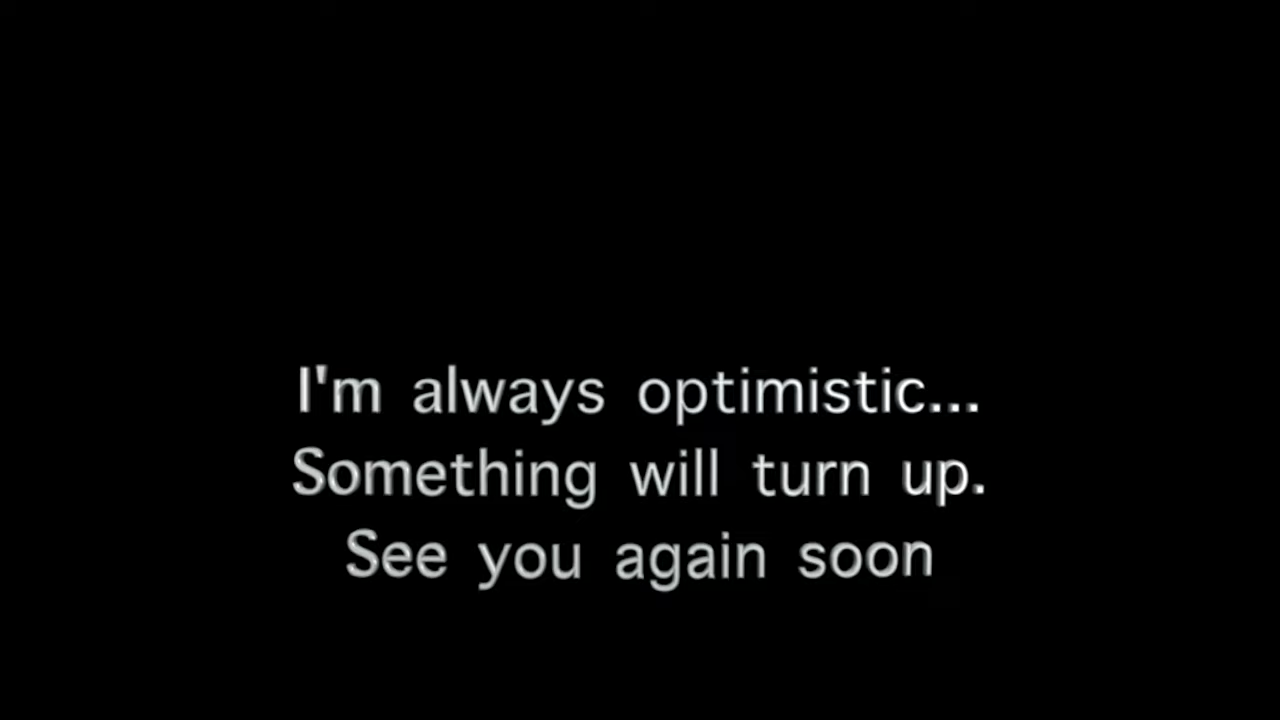 I'm always optimistic...
Something will turn up.
See you again soon